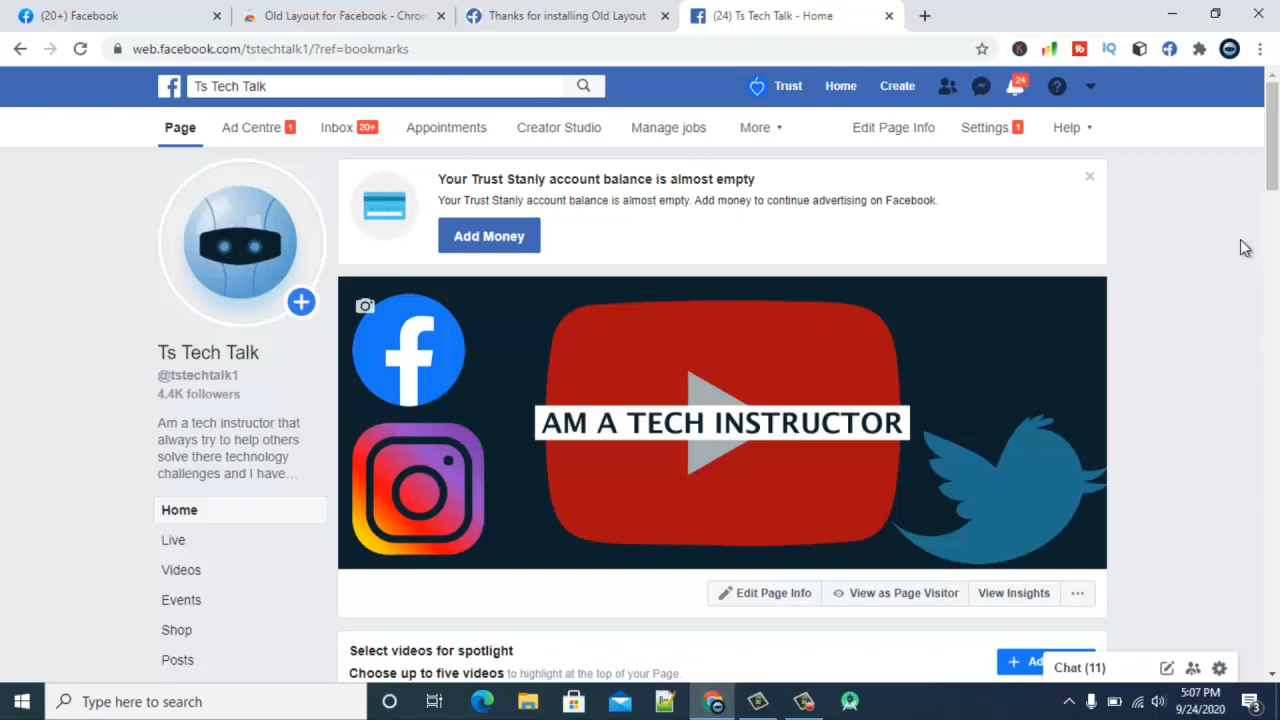 (20+) Facebook
Old Layout for Facebook - Chrom
Thanks for installing Old Layout
(24) Ts Tech Talk - Home
web.facebook.com/tstechtalk1/?ref=bookmarks
Ts Tech Talk
Trust
Home
Create
24
Page
Ad Centre 1
Inbox 20+
Appointments
Creator Studio
Manage jobs
More
Edit Page Info
Settings 1
Help
Your Trust Stanly account balance is almost empty
Your Trust Stanly account balance is almost empty. Add money to continue advertising on Facebook.
Add Money
AM A TECH INSTRUCTOR
Ts Tech Talk
@tstechtalk1
4.4K followers
Am a tech instructor that
always try to help others
solve there technology
challenges and I have…
Home
Live
Videos
Events
Shop
Posts
Edit Page Info
View as Page Visitor
View Insights
Select videos for spotlight
Choose up to five videos to highlight at the top of your Page.
Chat (11)
Type here to search
5:07 PM
9/24/2020
3